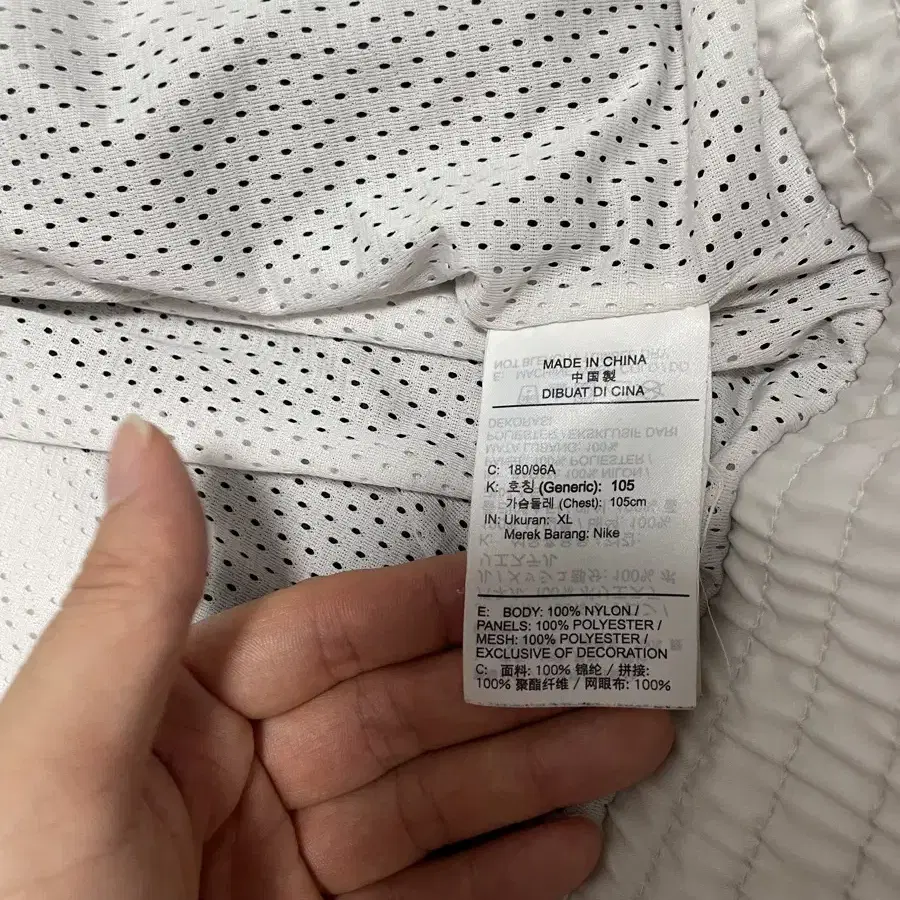 MADE IN CHINA
中国製
DIBUAT DI CINA
C: 180/96A
K: 호칭 (Generic): 105
가슴둘레 (Chest): 105cm
IN: Ukuran: XL
Merek Barang: Nike
E: BODY: 100% NYLON /
PANELS: 100% POLYESTER /
MESH: 100% POLYESTER /
EXCLUSIVE OF DECORATION
C: 面料: 100% 锦纶 / 拼接:
100% 聚酯纤维 / 网眼布: 100%